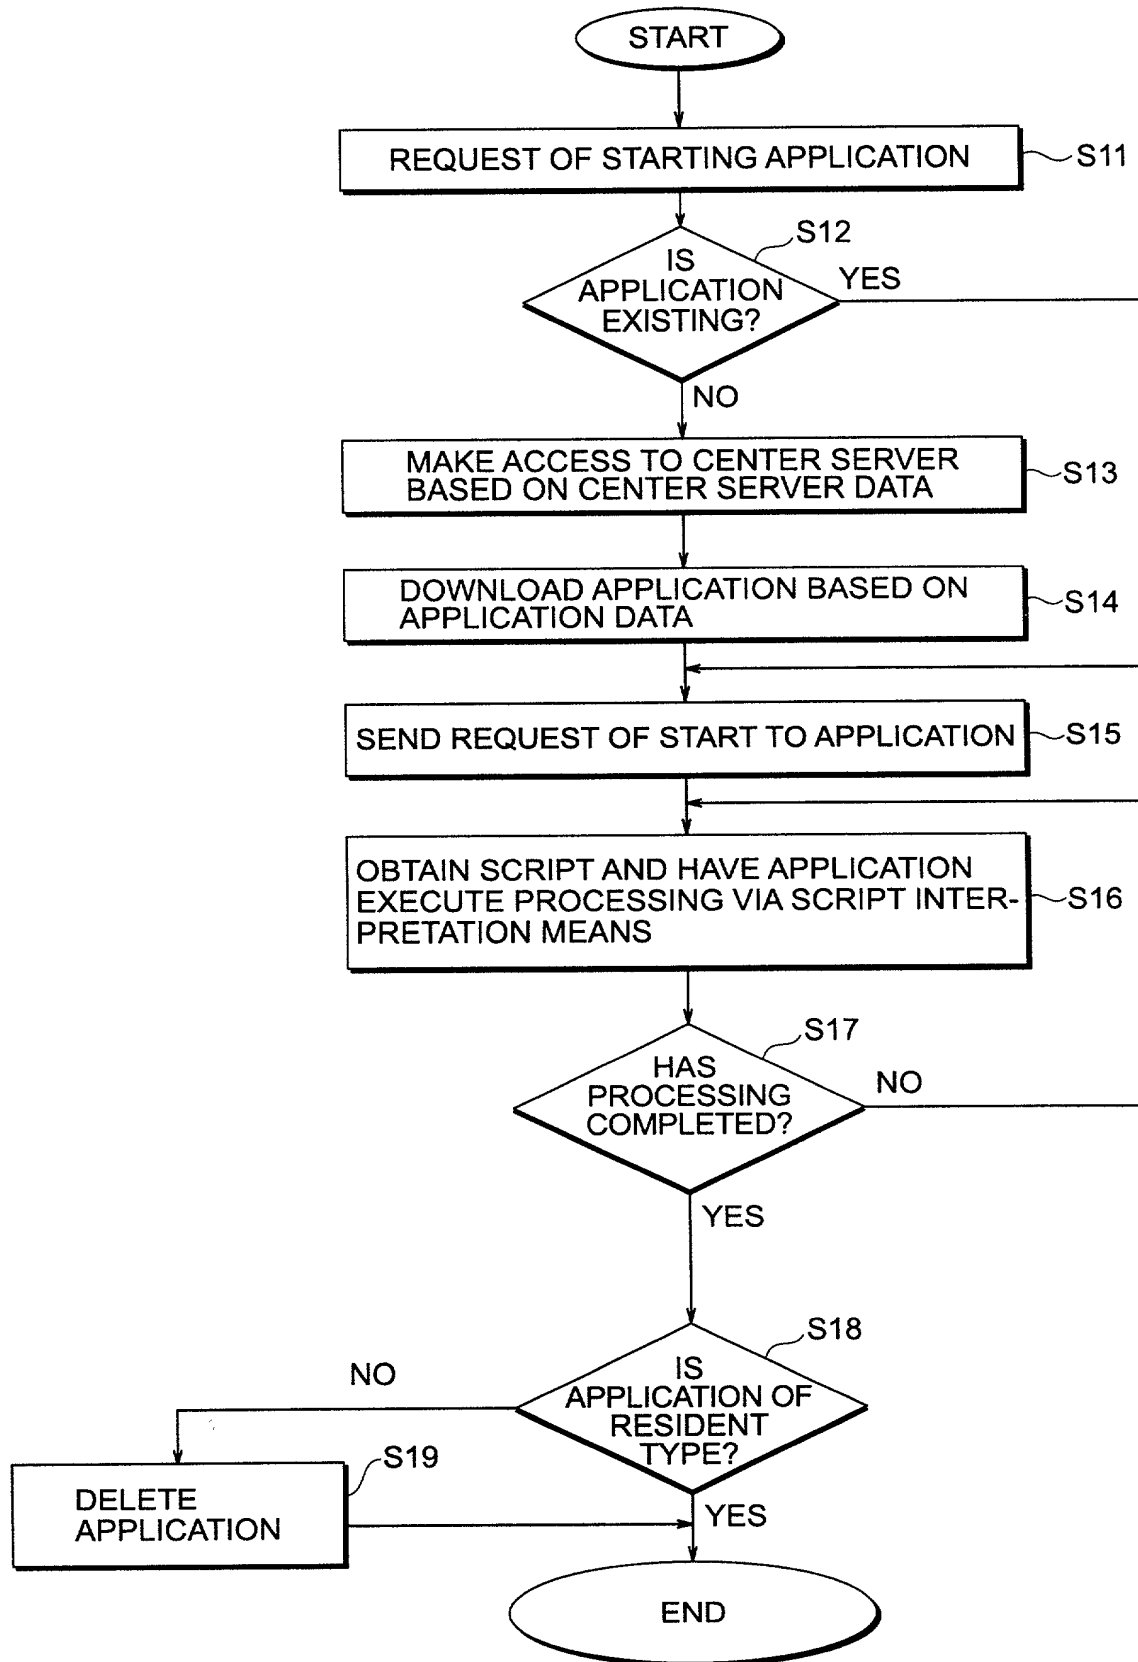 START
REQUEST OF STARTING APPLICATION
S11
S12
IS
APPLICATION
EXISTING?
YES
NO
MAKE ACCESS TO CENTER SERVER
BASED ON CENTER SERVER DATA
S13
DOWNLOAD APPLICATION BASED ON
APPLICATION DATA
S14
SEND REQUEST OF START TO APPLICATION
S15
OBTAIN SCRIPT AND HAVE APPLICATION
EXECUTE PROCESSING VIA SCRIPT INTER-
PRETATION MEANS
S16
S17
HAS
PROCESSING
COMPLETED?
NO
YES
S18
IS
APPLICATION OF
RESIDENT
TYPE?
NO
S19
DELETE
APPLICATION
YES
END